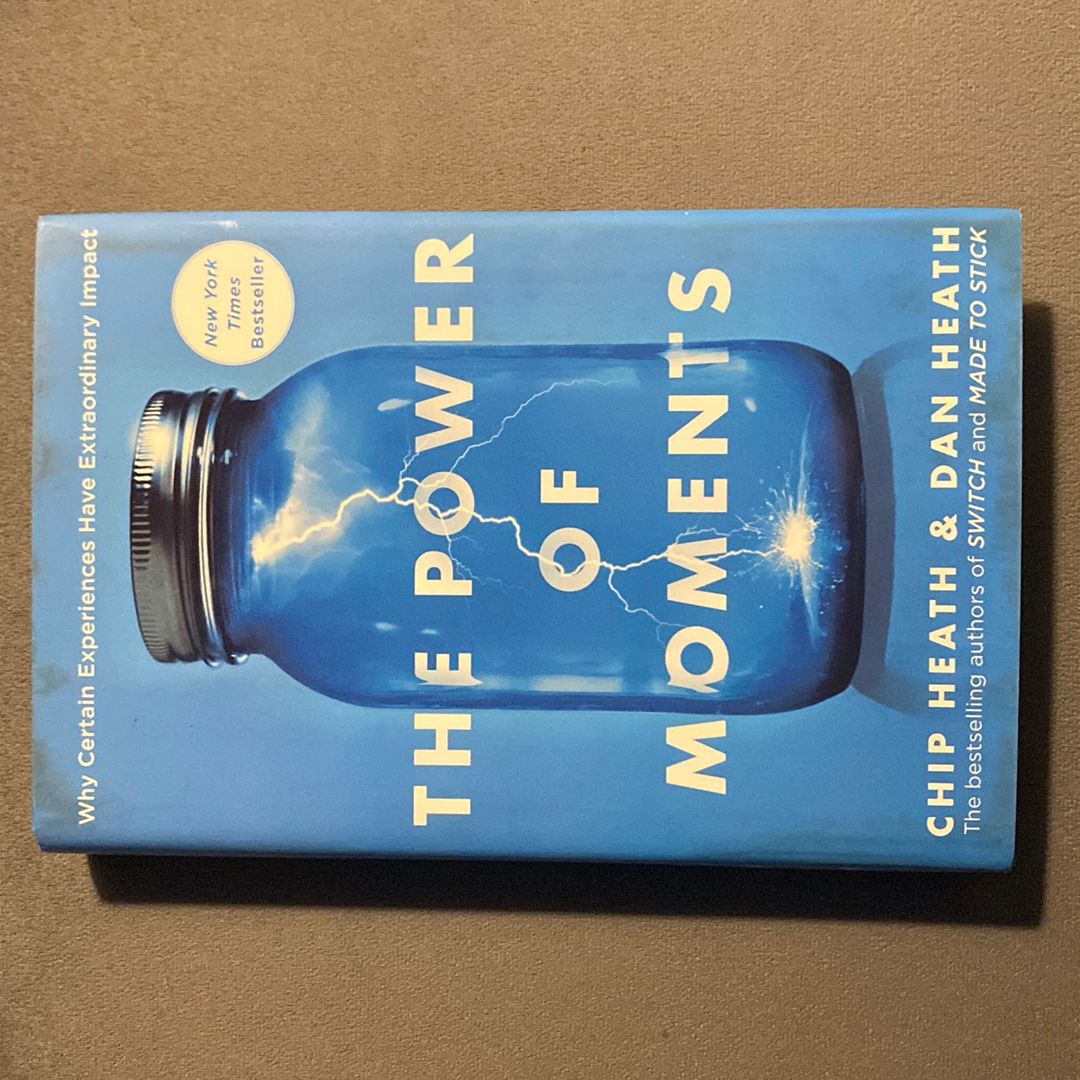 Why Certain Experiences Have Extraordinary Impact
New York
Times
Bestseller
THE POWER
OF
MOMENTS
CHIP HEATH & DAN HEATH
The bestselling authors of SWITCH and MADE TO STICK